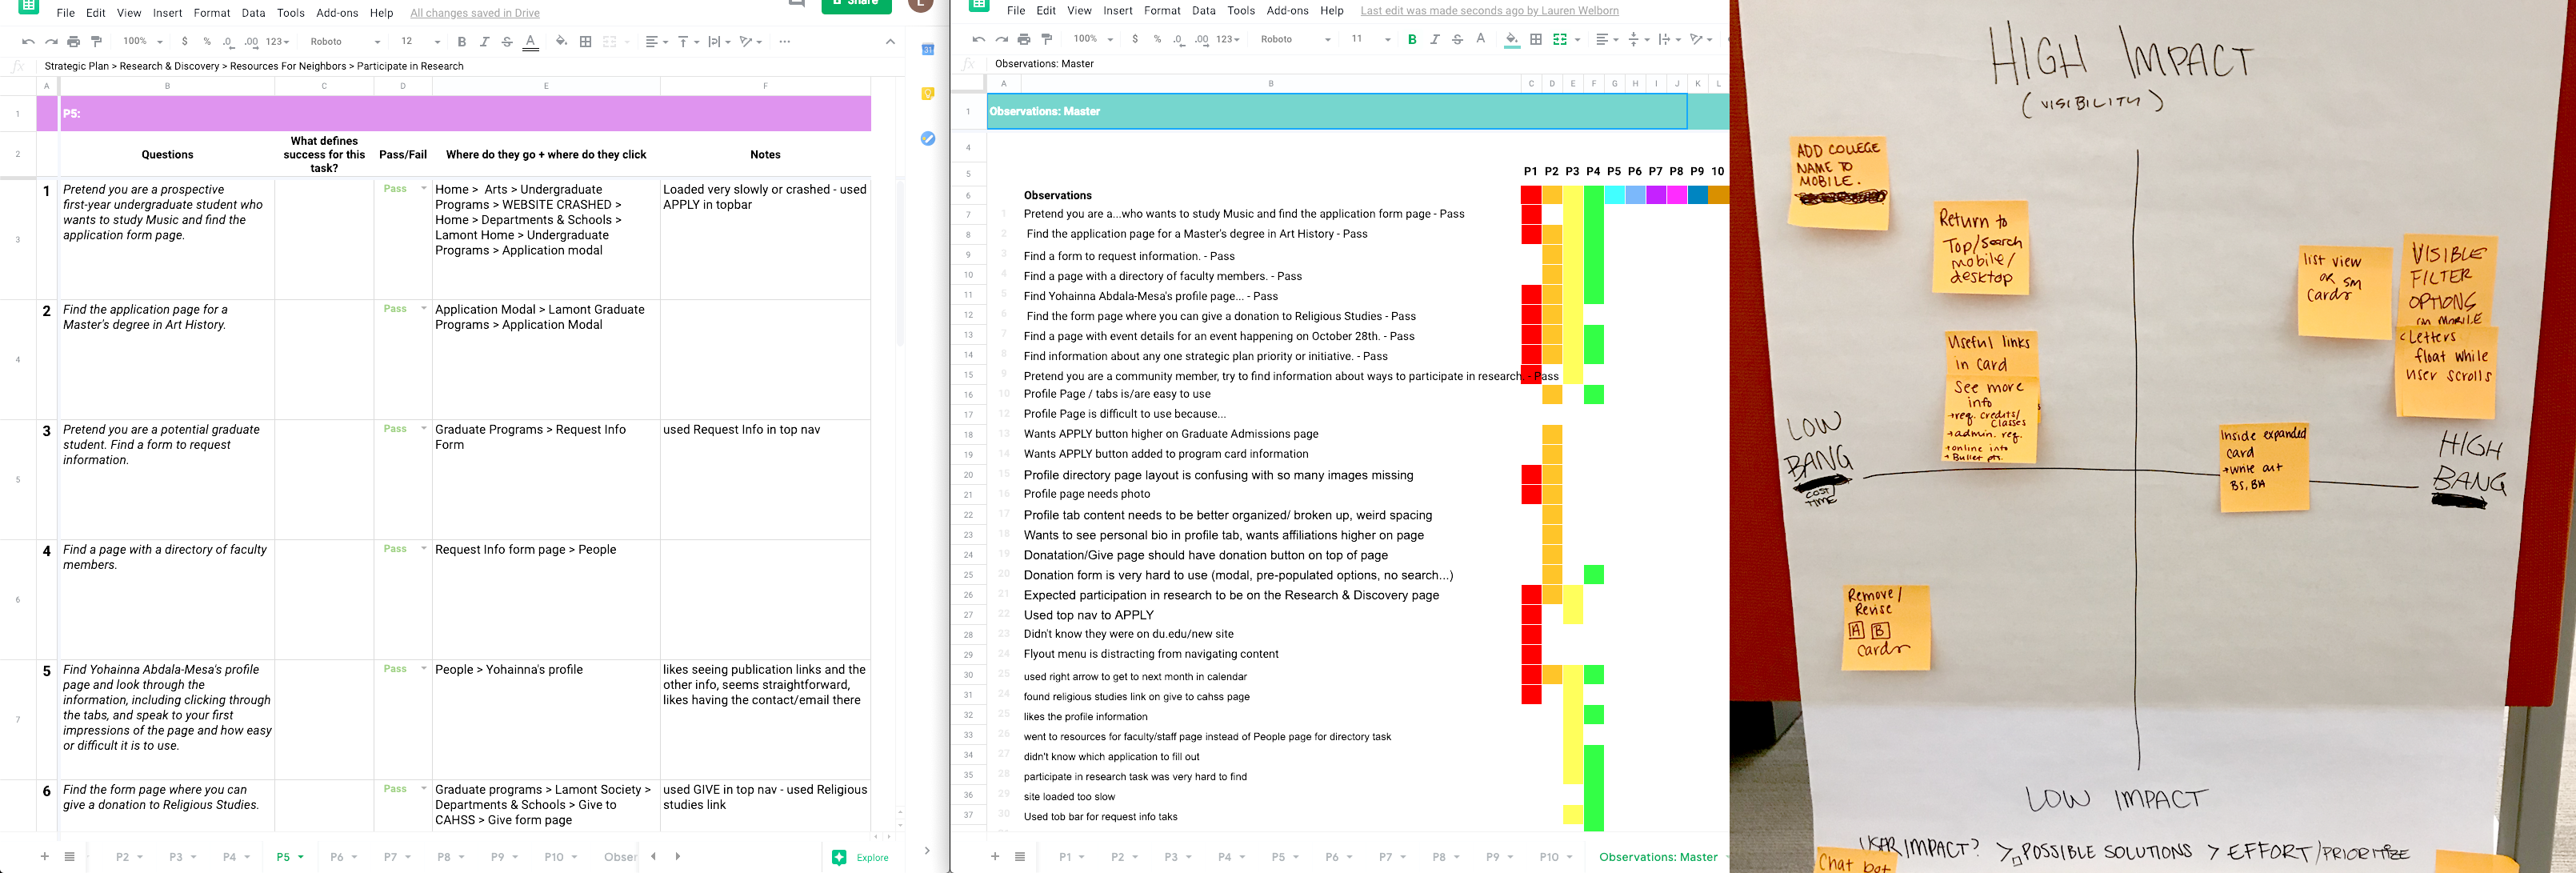 File Edit View Insert Format Data Tools Add-ons Help All changes saved in Drive
Share
100% $ % .0 .00 123 Roboto 12 B I S A
31
fx Strategic Plan > Research & Discovery > Resources For Neighbors > Participate in Research
A B C D E F
1 P5:
2 Questions
What defines
success for this
task?
Pass/Fail
Where do they go + where do they click
Notes
3
1
Pretend you are a prospective
first-year undergraduate student who
wants to study Music and find the
application form page.
Pass
Home > Arts > Undergraduate
Programs > WEBSITE CRASHED >
Home > Departments & Schools >
Lamont Home > Undergraduate
Programs > Application modal
Loaded very slowly or crashed - used
APPLY in topbar
4
2
Find the application page for a
Master's degree in Art History.
Pass
Application Modal > Lamont Graduate
Programs > Application Modal
5
3
Pretend you are a potential graduate
student. Find a form to request
information.
Pass
Graduate Programs > Request Info
Form
used Request Info in top nav
6
4
Find a page with a directory of faculty
members.
Pass
Request Info form page > People
7
5
Find Yohainna Abdala-Mesa's profile
page and look through the
information, including clicking through
the tabs, and speak to your first
impressions of the page and how easy
or difficult it is to use.
Pass
People > Yohainna's profile
likes seeing publication links and the
other info, seems straightforward,
likes having the contact/email there
6
Find the form page where you can
give a donation to Religious Studies.
Pass
Graduate programs > Lamont Society >
Departments & Schools > Give to
CAHSS > Give form page
used GIVE in top nav - used Religious
studies link
P2 P3 P4 P5 P6 P7 P8 P9 P10 Obser
Explore
File Edit View Insert Format Data Tools Add-ons Help Last edit was made seconds ago by Lauren Welborn
100% $ % .0 .00 123 Roboto 11 B I S A
fx Observations: Master
A B C D E F G H I J K L
1 Observations: Master
4
5 P1 P2 P3 P4 P5 P6 P7 P8 P9 10
6 Observations
7 1 Pretend you are a...who wants to study Music and find the application form page - Pass
8 2 Find the application page for a Master's degree in Art History - Pass
9 3 Find a form to request information. - Pass
10 4 Find a page with a directory of faculty members. - Pass
11 5 Find Yohainna Abdala-Mesa's profile page... - Pass
12 6 Find the form page where you can give a donation to Religious Studies - Pass
13 7 Find a page with event details for an event happening on October 28th. - Pass
14 8 Find information about any one strategic plan priority or initiative. - Pass
15 9 Pretend you are a community member, try to find information about ways to participate in research. - Pass
16 10 Profile Page / tabs is/are easy to use
17 12 Profile Page is difficult to use because...
18 13 Wants APPLY button higher on Graduate Admissions page
19 14 Wants APPLY button added to program card information
20 15 Profile directory page layout is confusing with so many images missing
21 16 Profile page needs photo
22 17 Profile tab content needs to be better organized/ broken up, weird spacing
23 18 Wants to see personal bio in profile tab, wants affiliations higher on page
24 19 Donatation/Give page should have donation button on top of page
25 20 Donation form is very hard to use (modal, pre-populated options, no search...)
26 21 Expected participation in research to be on the Research & Discovery page
27 22 Used top nav to APPLY
28 23 Didn't know they were on du.edu/new site
29 24 Flyout menu is distracting from navigating content
30 25 used right arrow to get to next month in calendar
31 24 found religious studies link on give to cahss page
32 25 likes the profile information
33 26 went to resources for faculty/staff page instead of People page for directory task
34 27 didn't know which application to fill out
35 28 participate in research task was very hard to find
36 29 site loaded too slow
37 30 Used tob bar for request info taks
P1 P2 P3 P4 P5 P6 P7 P8 P9 P10 Observations: Master
HIGH IMPACT
(VISIBILITY)
ADD COLLEGE
NAME TO
MOBILE.
Return to
Top/Search
mobile/
desktop
list view
or sm
cards
VISIBLE
FILTER
OPTIONS
on MOBILE
Letters
float while
user scrolls
Useful links
in card
See more
info
→req. credits/
classes
→admin. req.
→online info
→Bullet pts.
LOW
BANG
COST
TIME
Inside expanded
card
→write out
BS, BA
HIGH
BANG
Remove/
Revise
A B
cards
LOW IMPACT
USER IMPACT? > POSSIBLE SOLUTIONS > EFFORT/PRIORITIZE
Chat bot